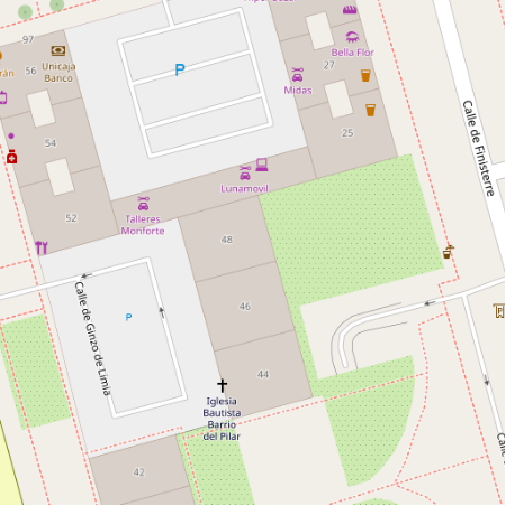 97
Unicaja
Banco
56
54
52
P
27
Bella Flor
Midas
25
Lunamovil
Talleres
Monforte
Calle de Finisterre
48
46
44
P
Calle de Ginzo de Limia
Iglesia
Bautista
Barrio
del Pilar
42
P